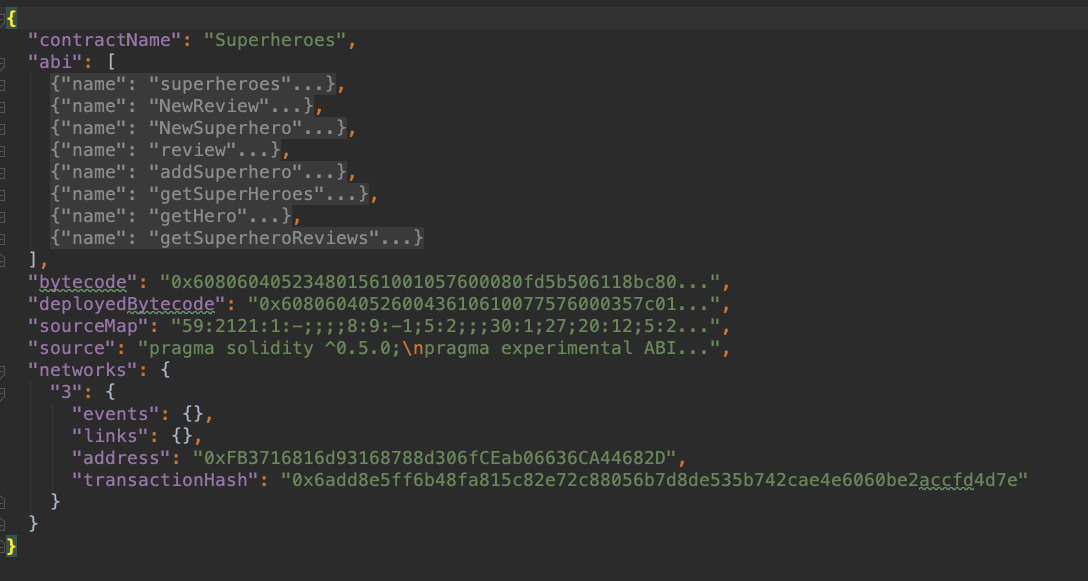 {
"contractName": "Superheroes",
"abi": [
{"name": "superheroes"...},
{"name": "NewReview"...},
{"name": "NewSuperhero"...},
{"name": "review"...},
{"name": "addSuperhero"...},
{"name": "getSuperHeroes"...},
{"name": "getHero"...},
{"name": "getSuperheroReviews"...}
],
"bytecode": "0x6080604052348015610010576000 80fd5b506118bc80...",
"deployedBytecode": "0x608060405260043610610077576000357c01...",
"sourceMap": "59:2121:1:-;;;;8:9:-1;5:2;;;30:1;27;20:12;5:2...",
"source": "pragma solidity ^0.5.0;\npragma experimental ABI...",
"networks": {
"3": {
"events": {},
"links": {},
"address": "0xFB3716816d93168788d306fCEab06636CA44682D",
"transactionHash": "0x6add8e5ff6b48fa815c82e72c88056b7d8de535b742cae4e6060be2accfd4d7e"
}
}
}